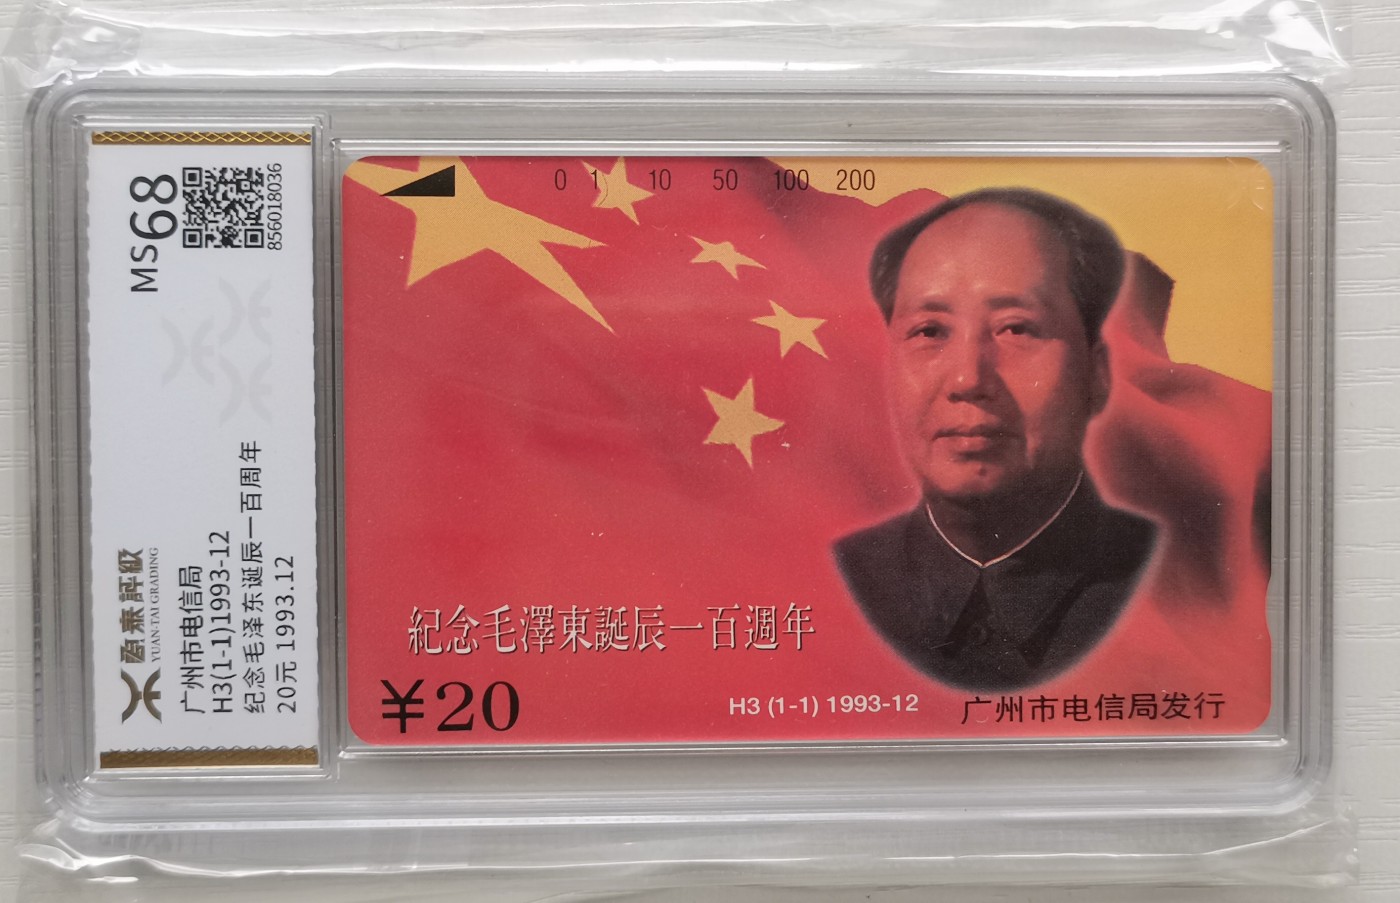 MS68
856018036
源泰評級
YUAN-TAI GRADING
广州市电信局
H3(1-1)1993-12
纪念毛泽东诞辰一百周年
20元 1993.12
0 1 10 50 100 200
紀念毛澤東誕辰一百週年
¥20
H3 (1-1) 1993-12
广州市电信局发行